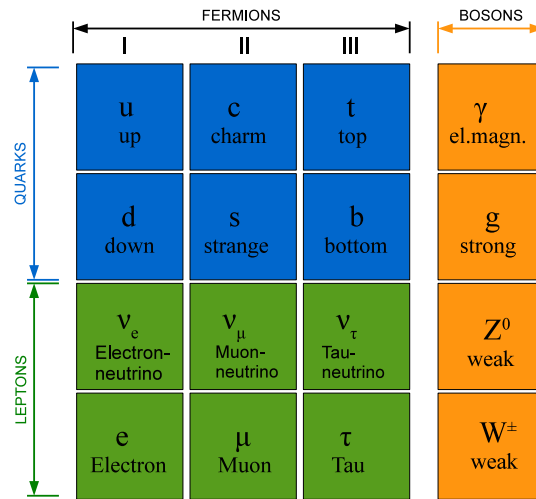 FERMIONS
BOSONS
I
II
III
QUARKS
u
up
c
charm
t
top
γ
el.magn.
d
down
s
strange
b
bottom
g
strong
LEPTONS
νe
Electron-
neutrino
νμ
Muon-
neutrino
ντ
Tau-
neutrino
Z⁰
weak
e
Electron
μ
Muon
τ
Tau
W±
weak